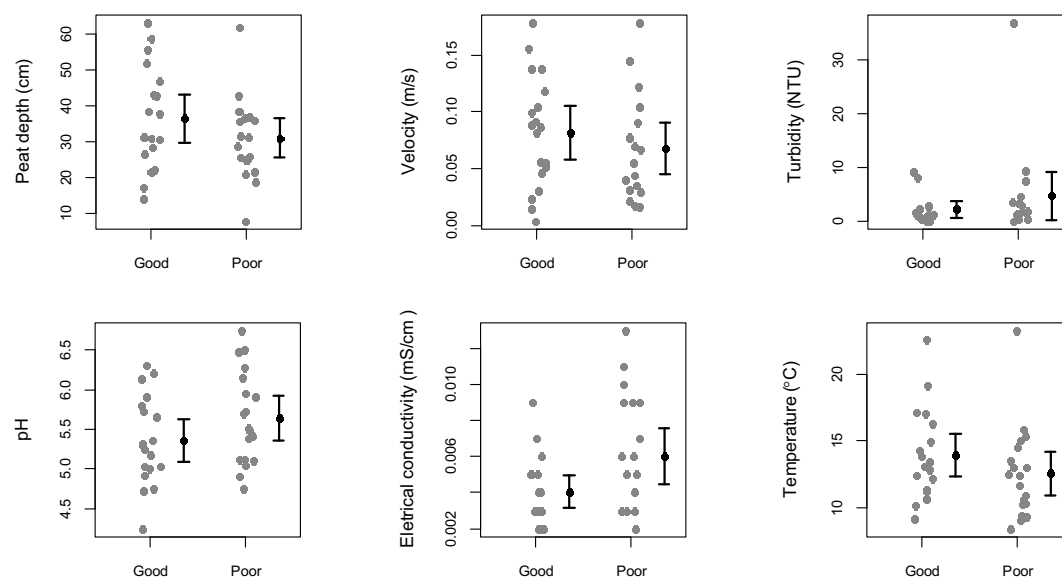 Peat depth (cm)
60
50
40
30
20
10
Good
Poor
Velocity (m/s)
0.15
0.10
0.05
0.00
Good
Poor
Turbidity (NTU)
30
20
10
0
Good
Poor
pH
6.5
6.0
5.5
5.0
4.5
Good
Poor
Eletrical conductivity (mS/cm )
0.010
0.006
0.002
Good
Poor
Temperature (°C)
20
15
10
Good
Poor